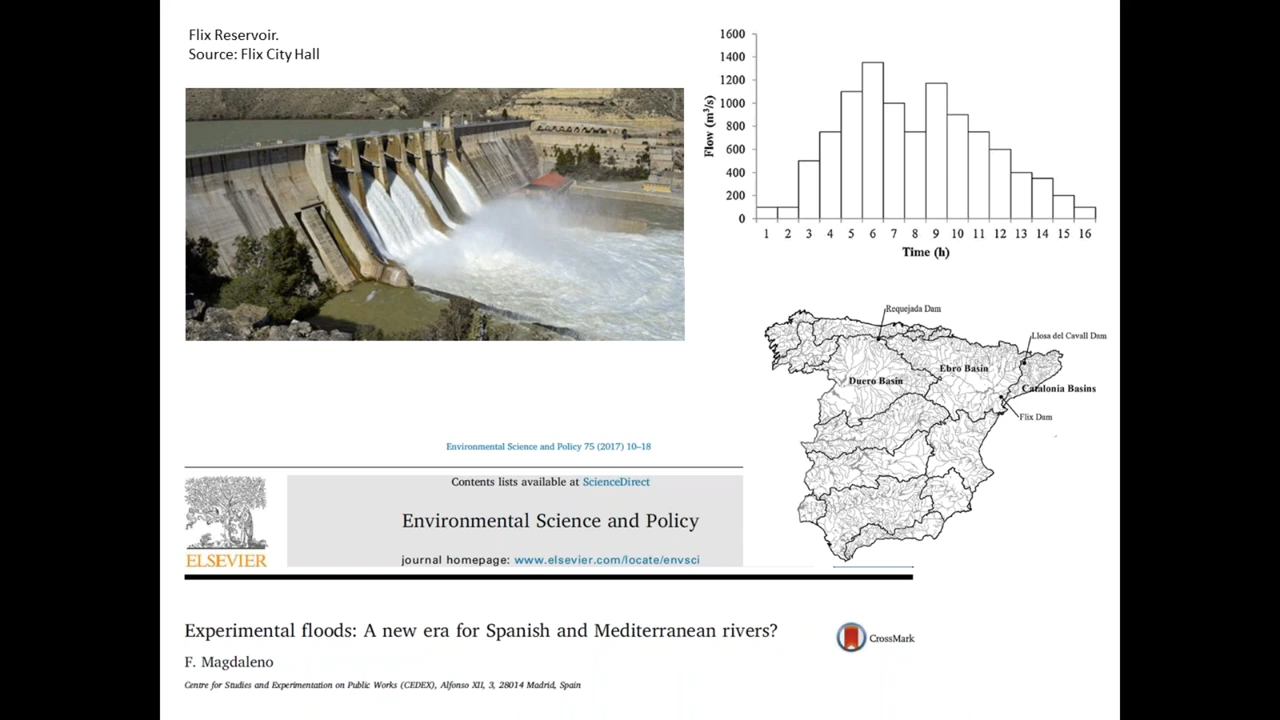 Flix Reservoir.
Source: Flix City Hall
1600
1400
1200
1000
800
600
400
200
0
Flow (m³/s)
1 2 3 4 5 6 7 8 9 10 11 12 13 14 15 16
Time (h)
Requejada Dam
Llosa del Cavall Dam
Ebro Basin
Duero Basin
Catalonia Basins
Flix Dam
Environmental Science and Policy 75 (2017) 10–18
Contents lists available at ScienceDirect
Environmental Science and Policy
journal homepage: www.elsevier.com/locate/envsci
ELSEVIER
Experimental floods: A new era for Spanish and Mediterranean rivers?
CrossMark
F. Magdaleno
Centre for Studies and Experimentation on Public Works (CEDEX), Alfonso XII, 3, 28014 Madrid, Spain